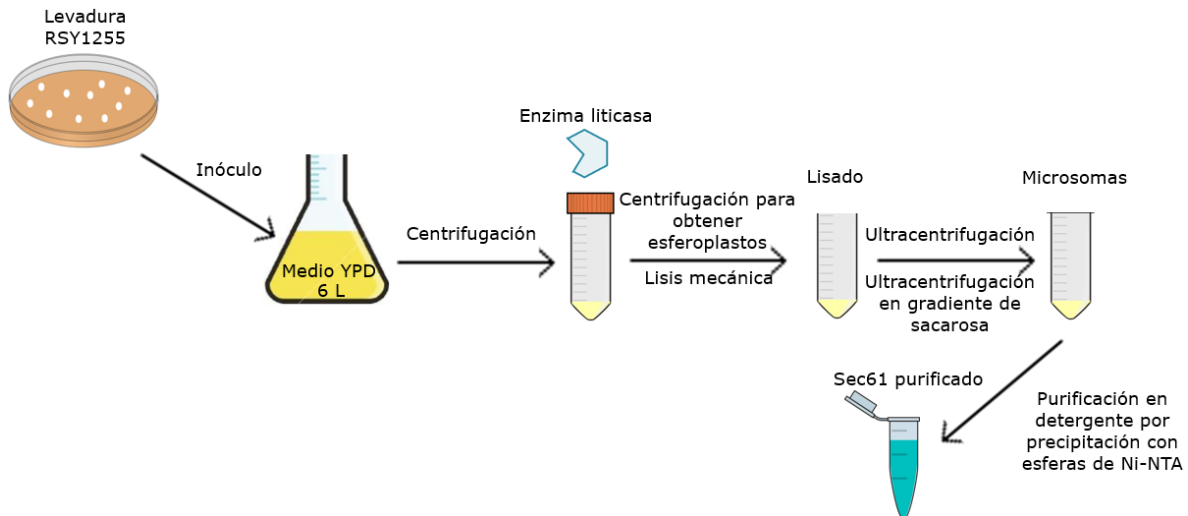 Levadura
RSY1255
Inóculo
Medio YPD
6 L
Centrifugación
Enzima liticasa
Centrifugación para
obtener
esferoplastos
Lisis mecánica
Lisado
Ultracentrifugación
Ultracentrifugación
en gradiente de
sacarosa
Microsomas
Purificación en
detergente por
precipitación con
esferas de Ni-NTA
Sec61 purificado